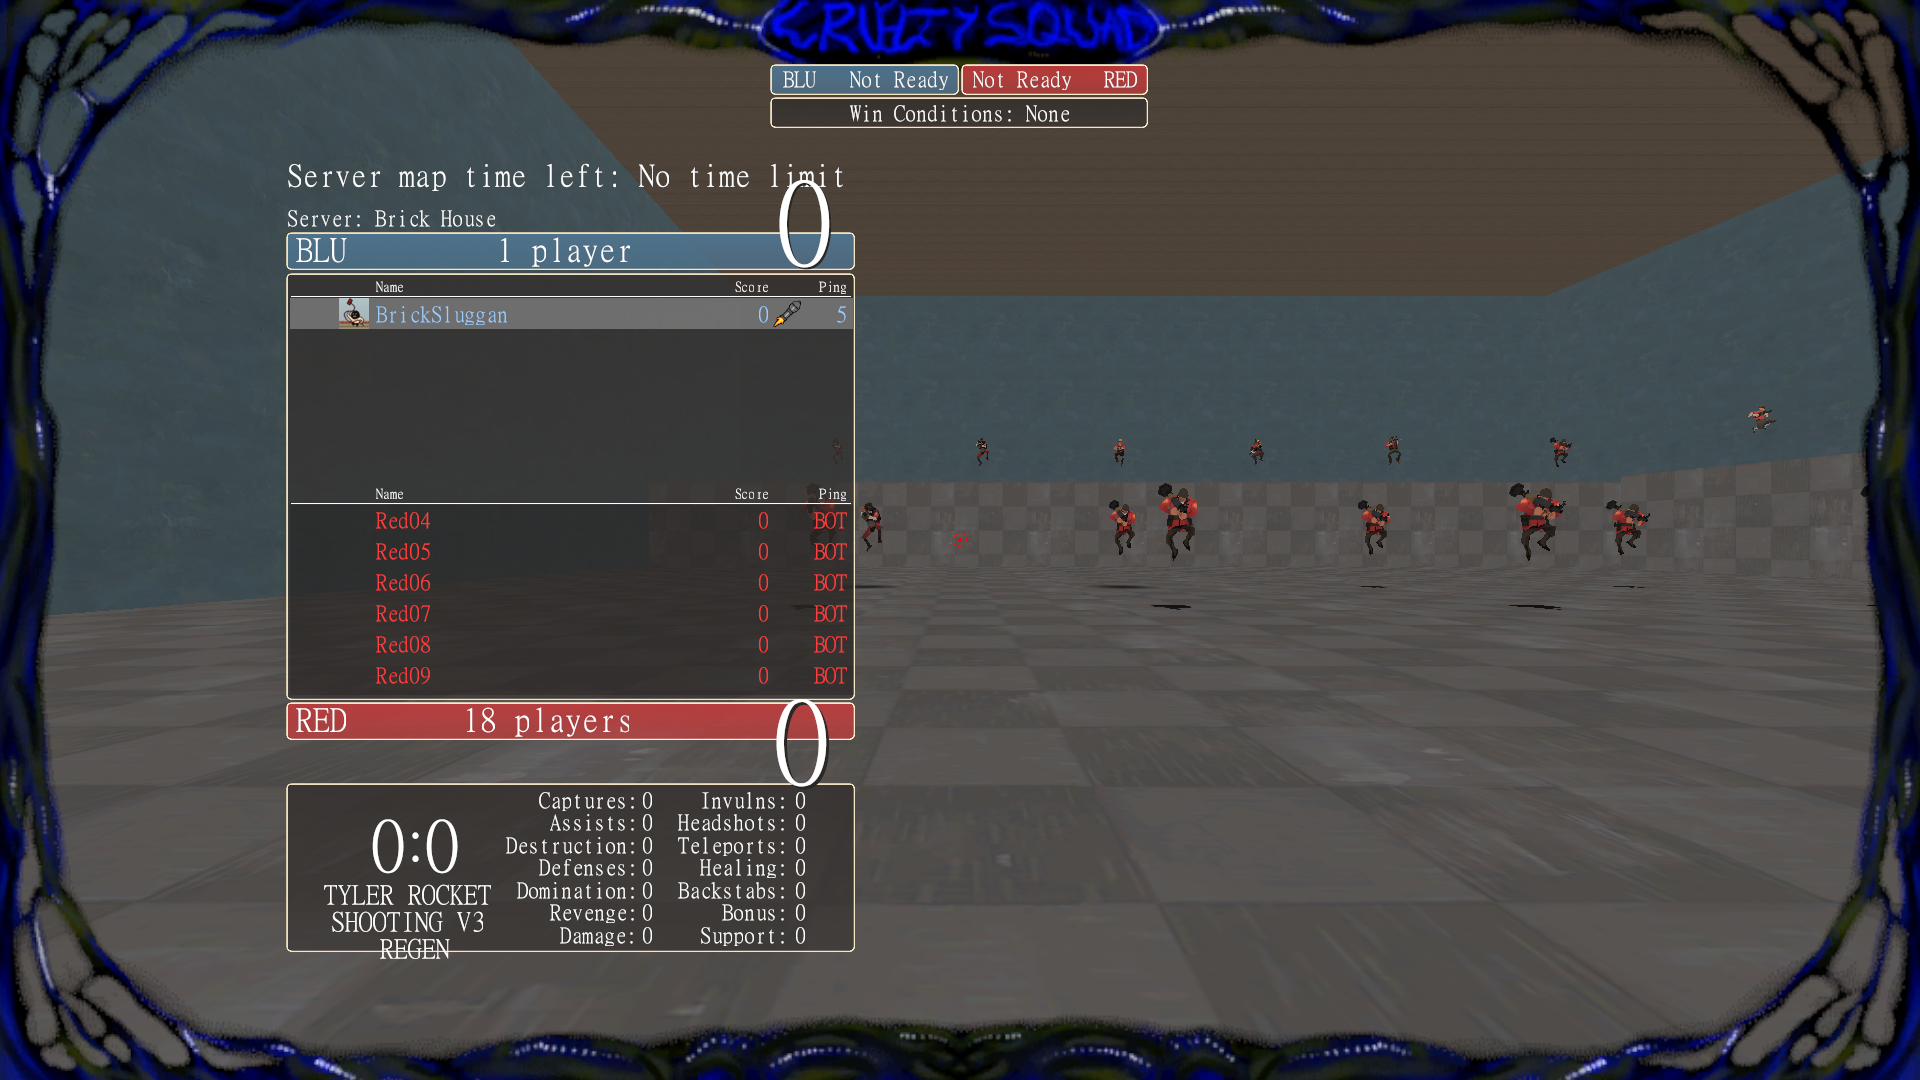 CRUELTY SQUAD
BLU Not Ready Not Ready RED
Win Conditions: None
Server map time left: No time limit
Server: Brick House
BLU 1 player 0
Name Score Ping
BrickSluggan 0 5
Name Score Ping
Red04 0 BOT
Red05 0 BOT
Red06 0 BOT
Red07 0 BOT
Red08 0 BOT
Red09 0 BOT
RED 18 players 0
Captures: 0 Invulns: 0
Assists: 0 Headshots: 0
Destruction: 0 Teleports: 0
Defenses: 0 Healing: 0
Domination: 0 Backstabs: 0
Revenge: 0 Bonus: 0
Damage: 0 Support: 0
0:0
TYLER ROCKET
SHOOTING V3
REGEN